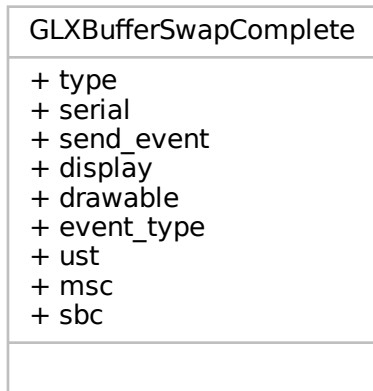 GLXBufferSwapComplete
+ type
+ serial
+ send_event
+ display
+ drawable
+ event_type
+ ust
+ msc
+ sbc